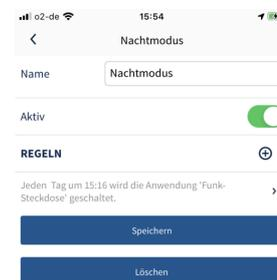 o2-de 15:54
Nachtmodus
Name Nachtmodus
Aktiv
REGELN
Jeden Tag um 15:16 wird die Anwendung 'Funk-
Steckdose' geschaltet.
Speichern
Löschen